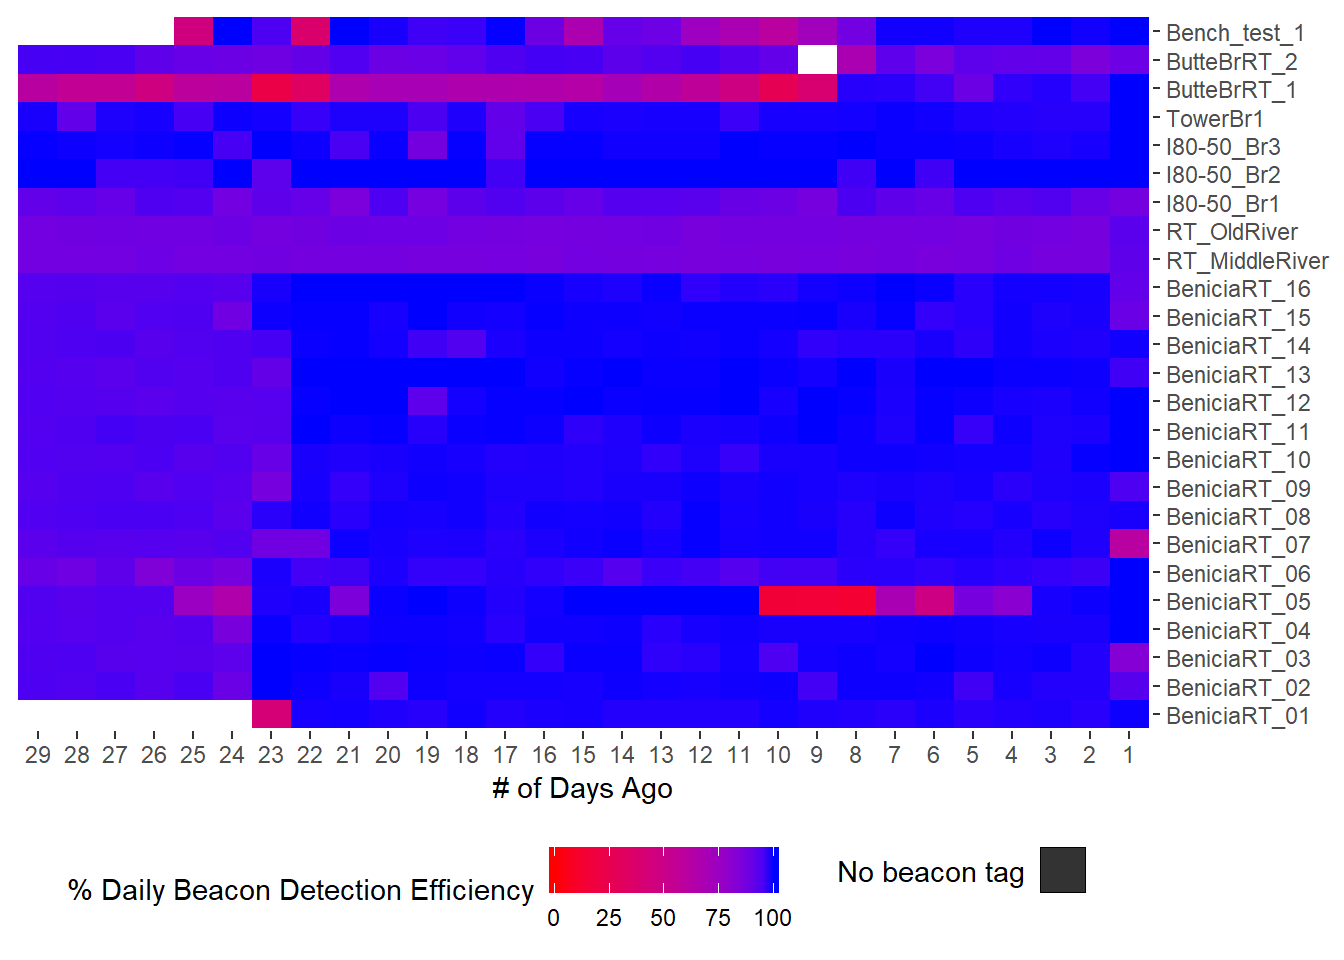 Bench_test_1
ButteBrRT_2
ButteBrRT_1
TowerBr1
I80-50_Br3
I80-50_Br2
I80-50_Br1
RT_OldRiver
RT_MiddleRiver
BeniciaRT_16
BeniciaRT_15
BeniciaRT_14
BeniciaRT_13
BeniciaRT_12
BeniciaRT_11
BeniciaRT_10
BeniciaRT_09
BeniciaRT_08
BeniciaRT_07
BeniciaRT_06
BeniciaRT_05
BeniciaRT_04
BeniciaRT_03
BeniciaRT_02
BeniciaRT_01
29 28 27 26 25 24 23 22 21 20 19 18 17 16 15 14 13 12 11 10 9 8 7 6 5 4 3 2 1
# of Days Ago
% Daily Beacon Detection Efficiency
0 25 50 75 100
No beacon tag